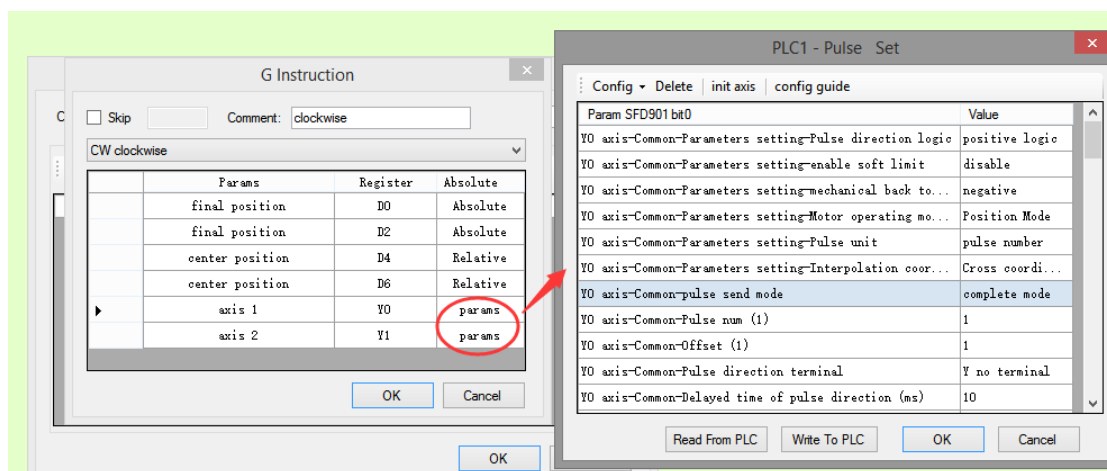 G Instruction
Skip
Comment: clockwise
CW clockwise
Params Register Absolute
final position D0 Absolute
final position D2 Absolute
center position D4 Relative
center position D6 Relative
axis 1 Y0 params
axis 2 Y1 params
OK Cancel
OK
PLC1 - Pulse Set
Config Delete init axis config guide
Param SFD901 bit0 Value
Y0 axis-Common-Parameters setting-Pulse direction logic positive logic
Y0 axis-Common-Parameters setting-enable soft limit disable
Y0 axis-Common-Parameters setting-mechanical back to... negative
Y0 axis-Common-Parameters setting-Motor operating mo... Position Mode
Y0 axis-Common-Parameters setting-Pulse unit pulse number
Y0 axis-Common-Parameters setting-Interpolation coor... Cross coordi...
Y0 axis-Common-pulse send mode complete mode
Y0 axis-Common-Pulse num (1) 1
Y0 axis-Common-Offset (1) 1
Y0 axis-Common-Pulse direction terminal Y no terminal
Y0 axis-Common-Delayed time of pulse direction (ms) 10
Read From PLC Write To PLC OK Cancel